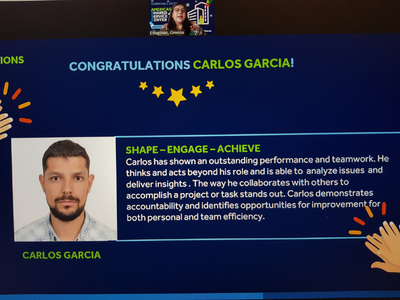 AMERICAS
SHARED
SERVICE
CENTER
IONS
CONGRATULATIONS CARLOS GARCIA!
SHAPE – ENGAGE – ACHIEVE
Carlos has shown an outstanding performance and teamwork. He
thinks and acts beyond his role and is able to analyze issues and
deliver insights . The way he collaborates with others to
accomplish a project or task stands out. Carlos demonstrates
accountability and identifies opportunities for improvement for
both personal and team efficiency.
CARLOS GARCIA